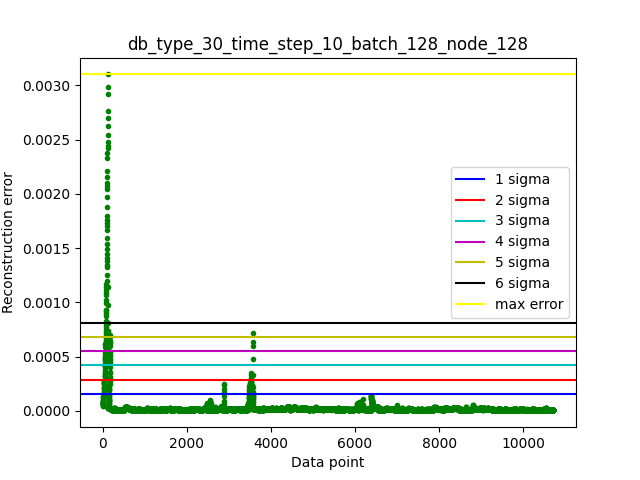 db_type_30_time_step_10_batch_128_node_128
Reconstruction error
0.0030
0.0025
0.0020
0.0015
0.0010
0.0005
0.0000
1 sigma
2 sigma
3 sigma
4 sigma
5 sigma
6 sigma
max error
0 2000 4000 6000 8000 10000
Data point